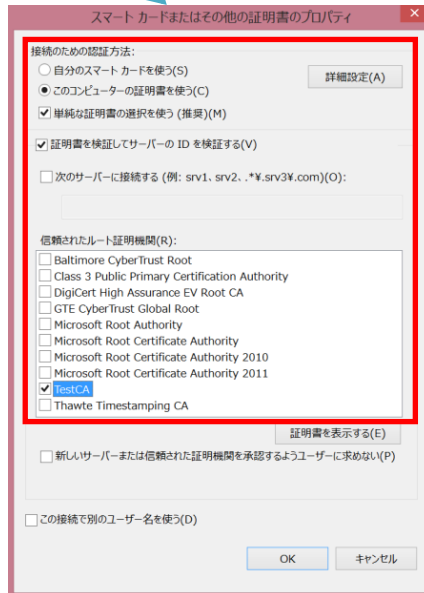 スマート カードまたはその他の証明書のプロパティ
接続のための認証方法:
自分のスマート カードを使う(S)
詳細設定(A)
このコンピューターの証明書を使う(C)
単純な証明書の選択を使う (推奨)(M)
証明書を検証してサーバーの ID を検証する(V)
次のサーバーに接続する (例: srv1、srv2、.*¥.srv3¥.com)(O):
信頼されたルート証明機関(R):
Baltimore CyberTrust Root
Class 3 Public Primary Certification Authority
DigiCert High Assurance EV Root CA
GTE CyberTrust Global Root
Microsoft Root Authority
Microsoft Root Certificate Authority
Microsoft Root Certificate Authority 2010
Microsoft Root Certificate Authority 2011
TestCA
Thawte Timestamping CA
証明書を表示する(E)
新しいサーバーまたは信頼された証明機関を承認するようユーザーに求めない(P)
この接続で別のユーザー名を使う(D)
OK
キャンセル